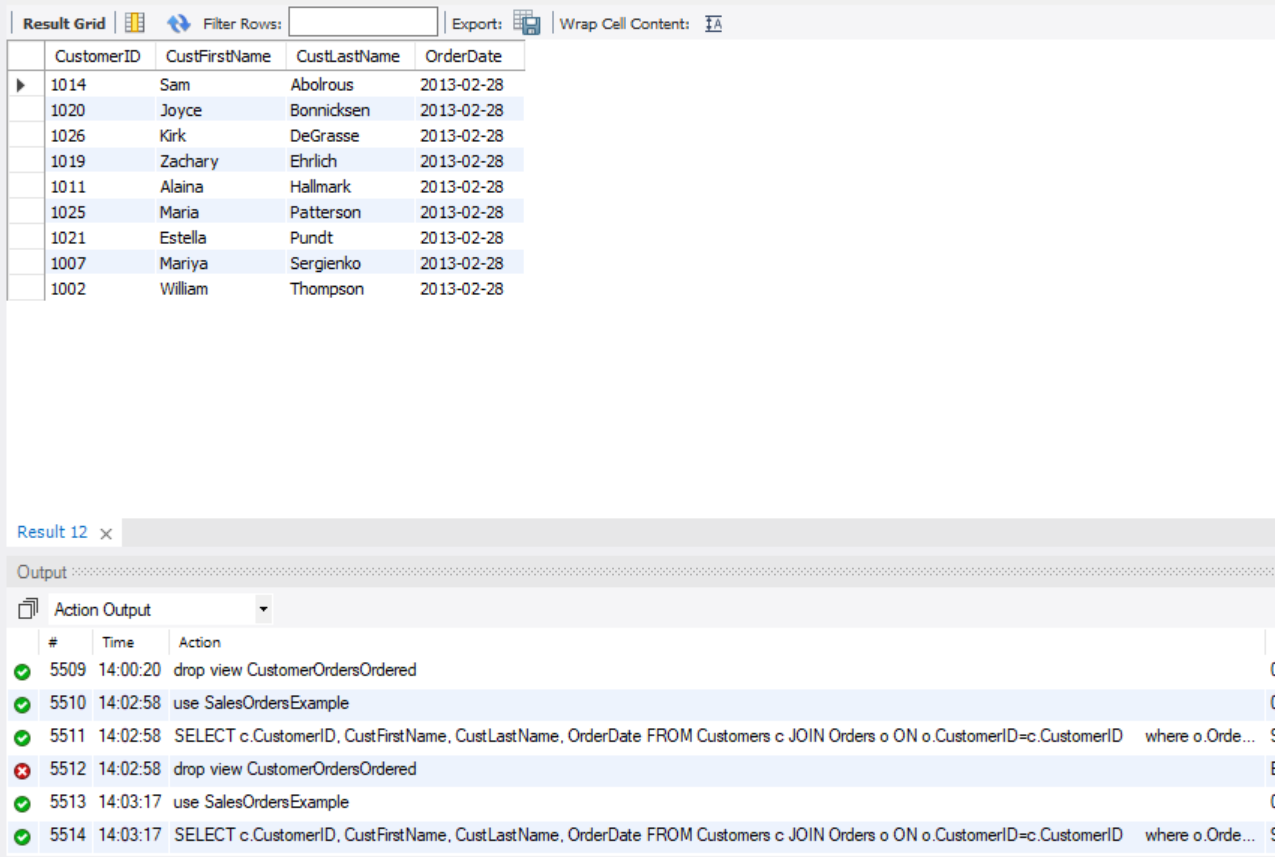 Result Grid Filter Rows: Export: Wrap Cell Content: IA
CustomerID CustFirstName CustLastName OrderDate
1014 Sam Abolrous 2013-02-28
1020 Joyce Bonnicksen 2013-02-28
1026 Kirk DeGrasse 2013-02-28
1019 Zachary Ehrlich 2013-02-28
1011 Alaina Hallmark 2013-02-28
1025 Maria Patterson 2013-02-28
1021 Estella Pundt 2013-02-28
1007 Mariya Sergienko 2013-02-28
1002 William Thompson 2013-02-28
Result 12
Output
Action Output
# Time Action
5509 14:00:20 drop view CustomerOrdersOrdered
5510 14:02:58 use SalesOrdersExample
5511 14:02:58 SELECT c.CustomerID, CustFirstName, CustLastName, OrderDate FROM Customers c JOIN Orders o ON o.CustomerID=c.CustomerID where o.Orde...
5512 14:02:58 drop view CustomerOrdersOrdered
5513 14:03:17 use SalesOrdersExample
5514 14:03:17 SELECT c.CustomerID, CustFirstName, CustLastName, OrderDate FROM Customers c JOIN Orders o ON o.CustomerID=c.CustomerID where o.Orde...